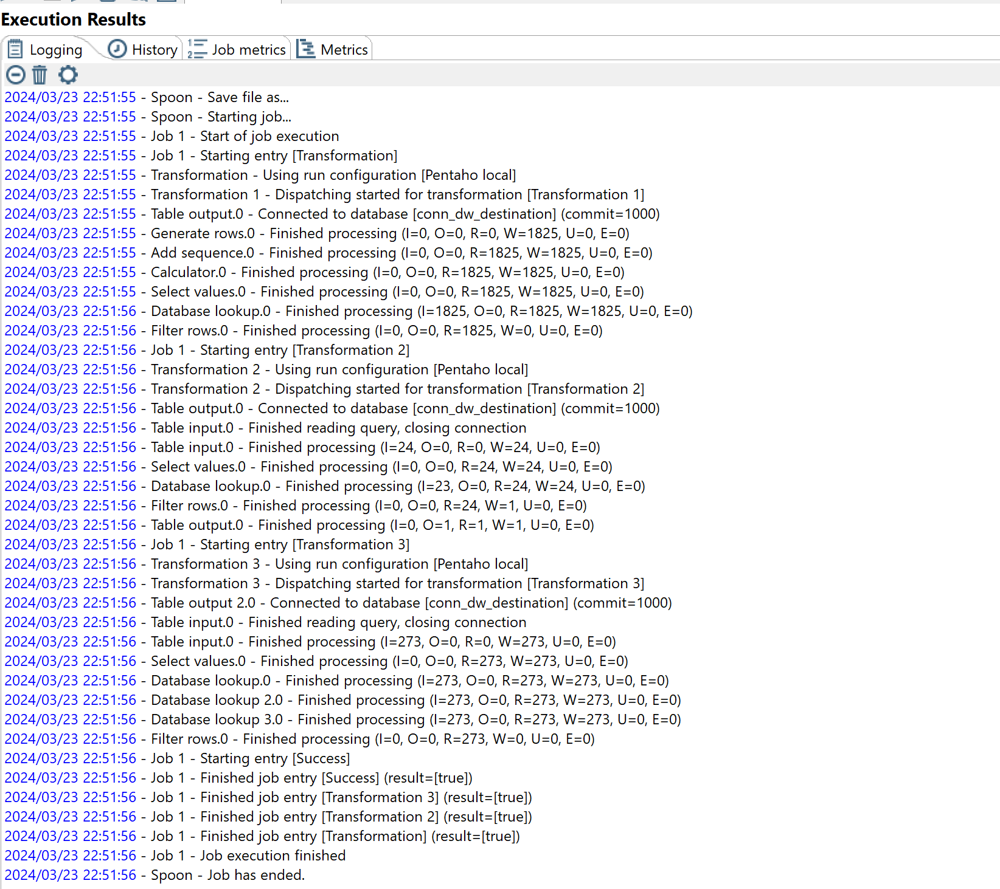 Execution Results
Logging History Job metrics Metrics
2024/03/23 22:51:55 - Spoon - Save file as...
2024/03/23 22:51:55 - Spoon - Starting job...
2024/03/23 22:51:55 - Job 1 - Start of job execution
2024/03/23 22:51:55 - Job 1 - Starting entry [Transformation]
2024/03/23 22:51:55 - Transformation - Using run configuration [Pentaho local]
2024/03/23 22:51:55 - Transformation 1 - Dispatching started for transformation [Transformation 1]
2024/03/23 22:51:55 - Table output.0 - Connected to database [conn_dw_destination] (commit=1000)
2024/03/23 22:51:55 - Generate rows.0 - Finished processing (I=0, O=0, R=0, W=1825, U=0, E=0)
2024/03/23 22:51:55 - Add sequence.0 - Finished processing (I=0, O=0, R=1825, W=1825, U=0, E=0)
2024/03/23 22:51:55 - Calculator.0 - Finished processing (I=0, O=0, R=1825, W=1825, U=0, E=0)
2024/03/23 22:51:55 - Select values.0 - Finished processing (I=0, O=0, R=1825, W=1825, U=0, E=0)
2024/03/23 22:51:56 - Database lookup.0 - Finished processing (I=1825, O=0, R=1825, W=1825, U=0, E=0)
2024/03/23 22:51:56 - Filter rows.0 - Finished processing (I=0, O=0, R=1825, W=0, U=0, E=0)
2024/03/23 22:51:56 - Job 1 - Starting entry [Transformation 2]
2024/03/23 22:51:56 - Transformation 2 - Using run configuration [Pentaho local]
2024/03/23 22:51:56 - Transformation 2 - Dispatching started for transformation [Transformation 2]
2024/03/23 22:51:56 - Table output.0 - Connected to database [conn_dw_destination] (commit=1000)
2024/03/23 22:51:56 - Table input.0 - Finished reading query, closing connection
2024/03/23 22:51:56 - Table input.0 - Finished processing (I=24, O=0, R=0, W=24, U=0, E=0)
2024/03/23 22:51:56 - Select values.0 - Finished processing (I=0, O=0, R=24, W=24, U=0, E=0)
2024/03/23 22:51:56 - Database lookup.0 - Finished processing (I=23, O=0, R=24, W=24, U=0, E=0)
2024/03/23 22:51:56 - Filter rows.0 - Finished processing (I=0, O=0, R=24, W=1, U=0, E=0)
2024/03/23 22:51:56 - Table output.0 - Finished processing (I=0, O=1, R=1, W=1, U=0, E=0)
2024/03/23 22:51:56 - Job 1 - Starting entry [Transformation 3]
2024/03/23 22:51:56 - Transformation 3 - Using run configuration [Pentaho local]
2024/03/23 22:51:56 - Transformation 3 - Dispatching started for transformation [Transformation 3]
2024/03/23 22:51:56 - Table output 2.0 - Connected to database [conn_dw_destination] (commit=1000)
2024/03/23 22:51:56 - Table input.0 - Finished reading query, closing connection
2024/03/23 22:51:56 - Table input.0 - Finished processing (I=273, O=0, R=0, W=273, U=0, E=0)
2024/03/23 22:51:56 - Select values.0 - Finished processing (I=0, O=0, R=273, W=273, U=0, E=0)
2024/03/23 22:51:56 - Database lookup.0 - Finished processing (I=273, O=0, R=273, W=273, U=0, E=0)
2024/03/23 22:51:56 - Database lookup 2.0 - Finished processing (I=273, O=0, R=273, W=273, U=0, E=0)
2024/03/23 22:51:56 - Database lookup 3.0 - Finished processing (I=273, O=0, R=273, W=273, U=0, E=0)
2024/03/23 22:51:56 - Filter rows.0 - Finished processing (I=0, O=0, R=273, W=0, U=0, E=0)
2024/03/23 22:51:56 - Job 1 - Starting entry [Success]
2024/03/23 22:51:56 - Job 1 - Finished job entry [Success] (result=[true])
2024/03/23 22:51:56 - Job 1 - Finished job entry [Transformation 3] (result=[true])
2024/03/23 22:51:56 - Job 1 - Finished job entry [Transformation 2] (result=[true])
2024/03/23 22:51:56 - Job 1 - Finished job entry [Transformation] (result=[true])
2024/03/23 22:51:56 - Job 1 - Job execution finished
2024/03/23 22:51:56 - Spoon - Job has ended.